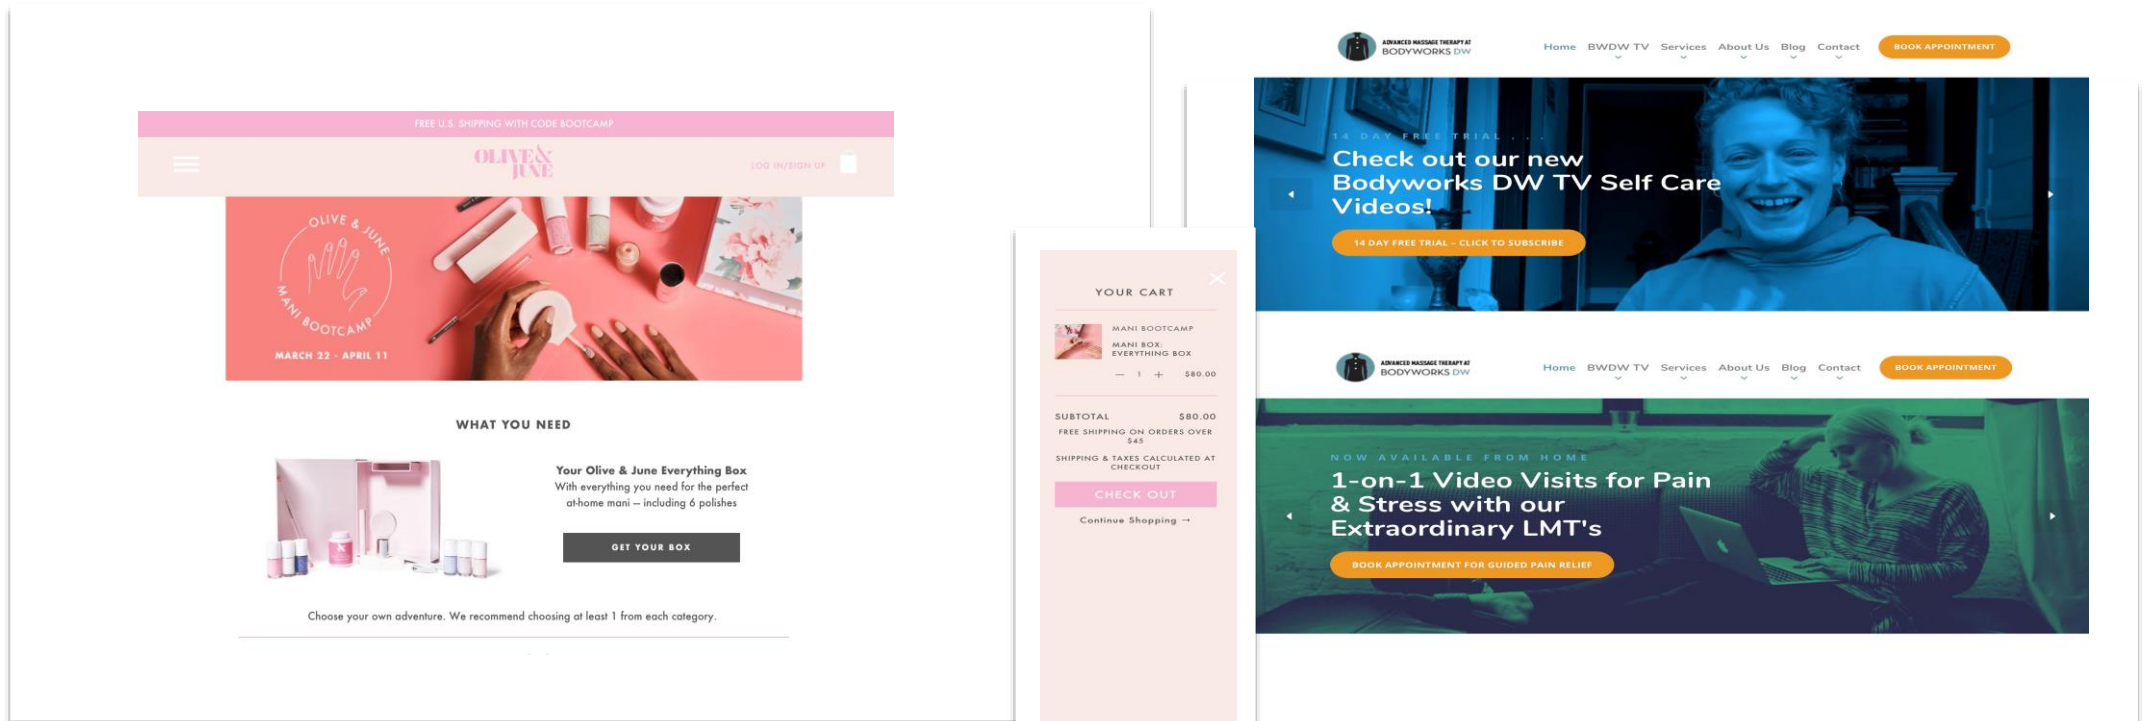 FREE U.S. SHIPPING WITH CODE BOOTCAMP
OLIVE&
JUNE
LOG IN/SIGN UP
OLIVE & JUNE
MANI BOOTCAMP
MARCH 22 - APRIL 11
WHAT YOU NEED
Your Olive & June Everything Box
With everything you need for the perfect
at-home mani — including 6 polishes
GET YOUR BOX
Choose your own adventure. We recommend choosing at least 1 from each category.
YOUR CART
MANI BOOTCAMP
MANI BOX:
EVERYTHING BOX
— 1 + $80.00
SUBTOTAL $80.00
FREE SHIPPING ON ORDERS OVER
$45
SHIPPING & TAXES CALCULATED AT
CHECKOUT
CHECK OUT
Continue Shopping →
ADVANCED MASSAGE THERAPY AT
BODYWORKS DW
Home BWDW TV Services About Us Blog Contact BOOK APPOINTMENT
14 DAY FREE TRIAL . . .
Check out our new
Bodyworks DW TV Self Care
Videos!
14 DAY FREE TRIAL – CLICK TO SUBSCRIBE
ADVANCED MASSAGE THERAPY AT
BODYWORKS DW
Home BWDW TV Services About Us Blog Contact BOOK APPOINTMENT
NOW AVAILABLE FROM HOME
1-on-1 Video Visits for Pain
& Stress with our
Extraordinary LMT's
BOOK APPOINTMENT FOR GUIDED PAIN RELIEF